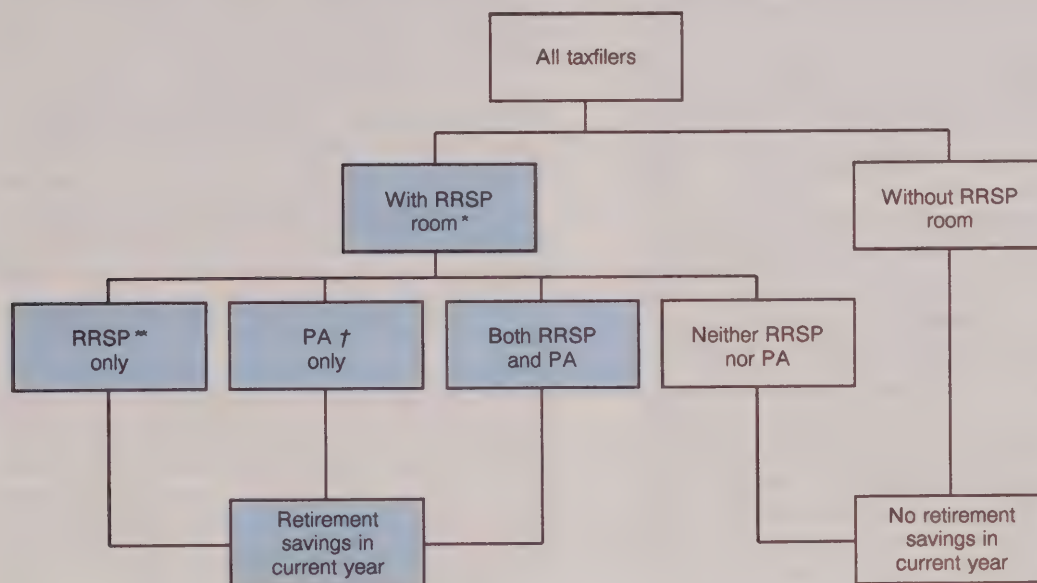 All taxfilers
With RRSP
room*
Without RRSP
room
RRSP**
only
PA †
only
Both RRSP
and PA
Neither RRSP
nor PA
Retirement
savings in
current year
No retirement
savings in
current year